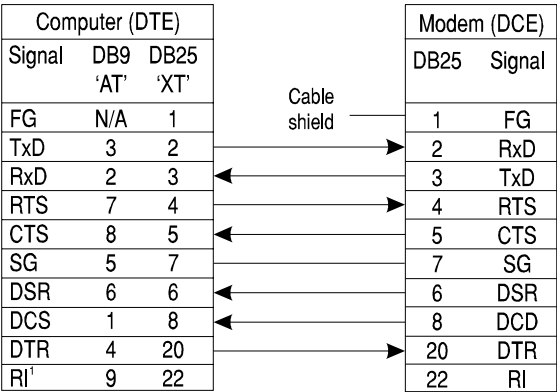 Computer (DTE) Modem (DCE)
Signal DB9 DB25 DB25 Signal
'AT' 'XT'
Cable
shield
FG N/A 1 1 FG
TxD 3 2 2 RxD
RxD 2 3 3 TxD
RTS 7 4 4 RTS
CTS 8 5 5 CTS
SG 5 7 7 SG
DSR 6 6 6 DSR
DCS 1 8 8 DCD
DTR 4 20 20 DTR
RI¹ 9 22 22 RI